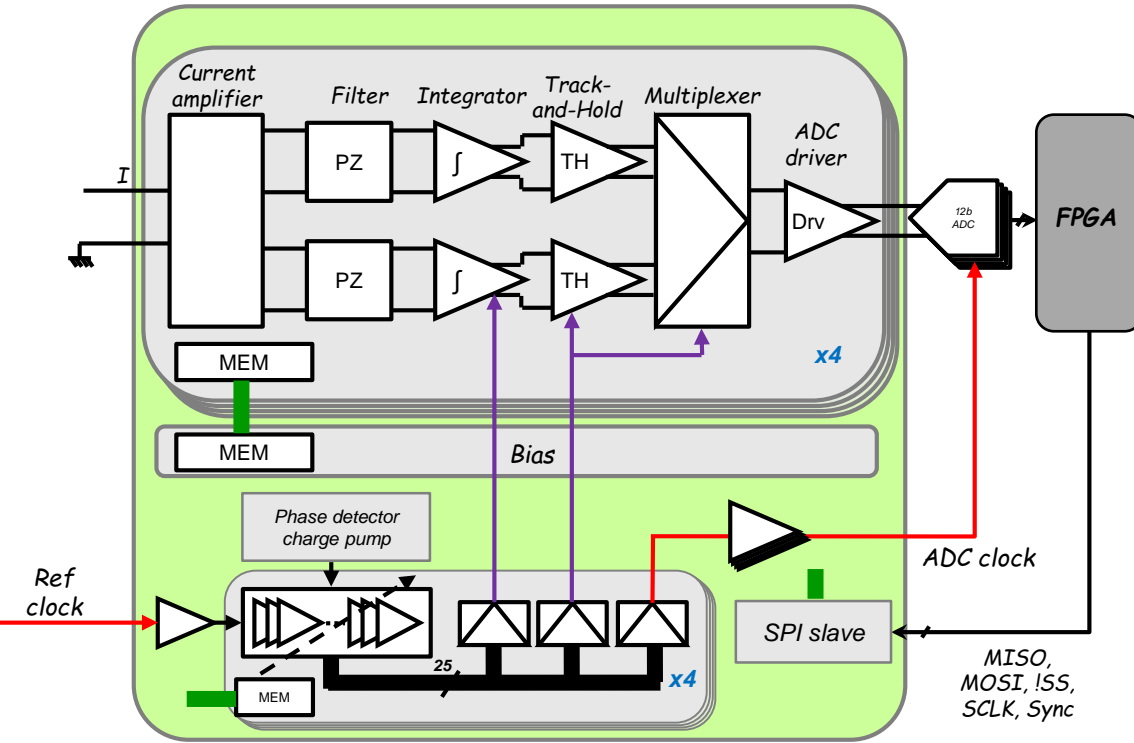 Current
amplifier
Filter
Integrator
Track-
and-Hold
Multiplexer
ADC
driver
I
PZ
∫
TH
Drv
12b
ADC
FPGA
PZ
∫
TH
x4
MEM
MEM
Bias
Phase detector
charge pump
Ref
clock
ADC clock
SPI slave
25
x4
MEM
MISO,
MOSI, !SS,
SCLK, Sync